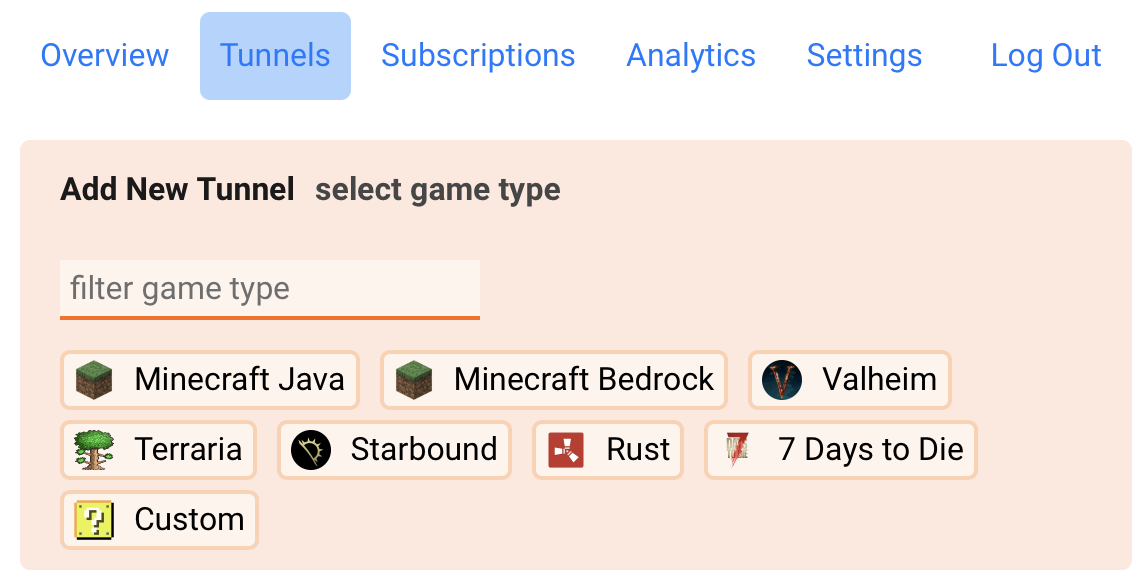 Overview Tunnels Subscriptions Analytics Settings Log Out
Add New Tunnel select game type
filter game type
Minecraft Java Minecraft Bedrock Valheim
Terraria Starbound Rust 7 Days to Die
Custom